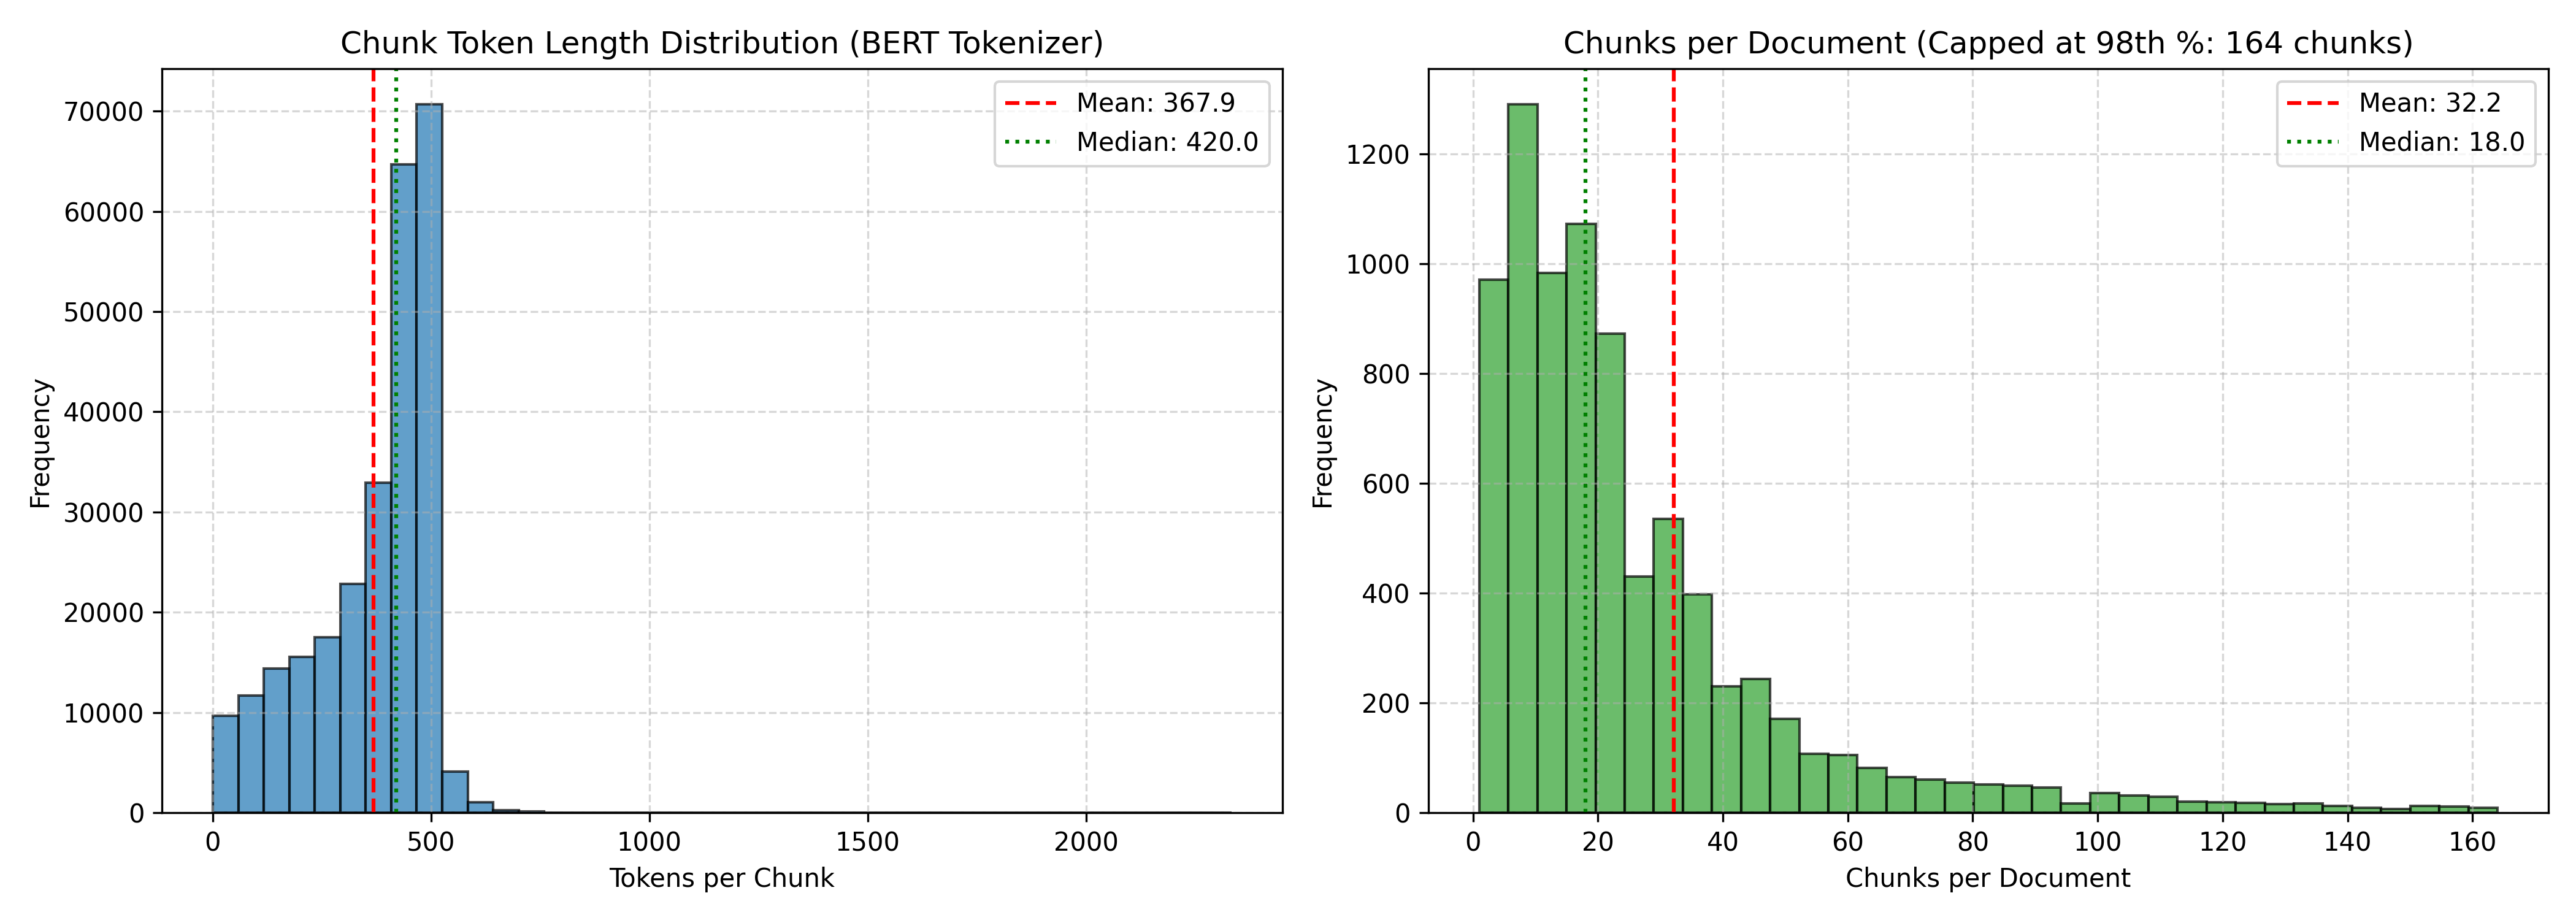 Chunk Token Length Distribution (BERT Tokenizer)
Mean: 367.9
Median: 420.0
70000
60000
50000
40000
30000
20000
10000
0
Frequency
0 500 1000 1500 2000
Tokens per Chunk
Chunks per Document (Capped at 98th %: 164 chunks)
Mean: 32.2
Median: 18.0
1200
1000
800
600
400
200
0
Frequency
0 20 40 60 80 100 120 140 160
Chunks per Document